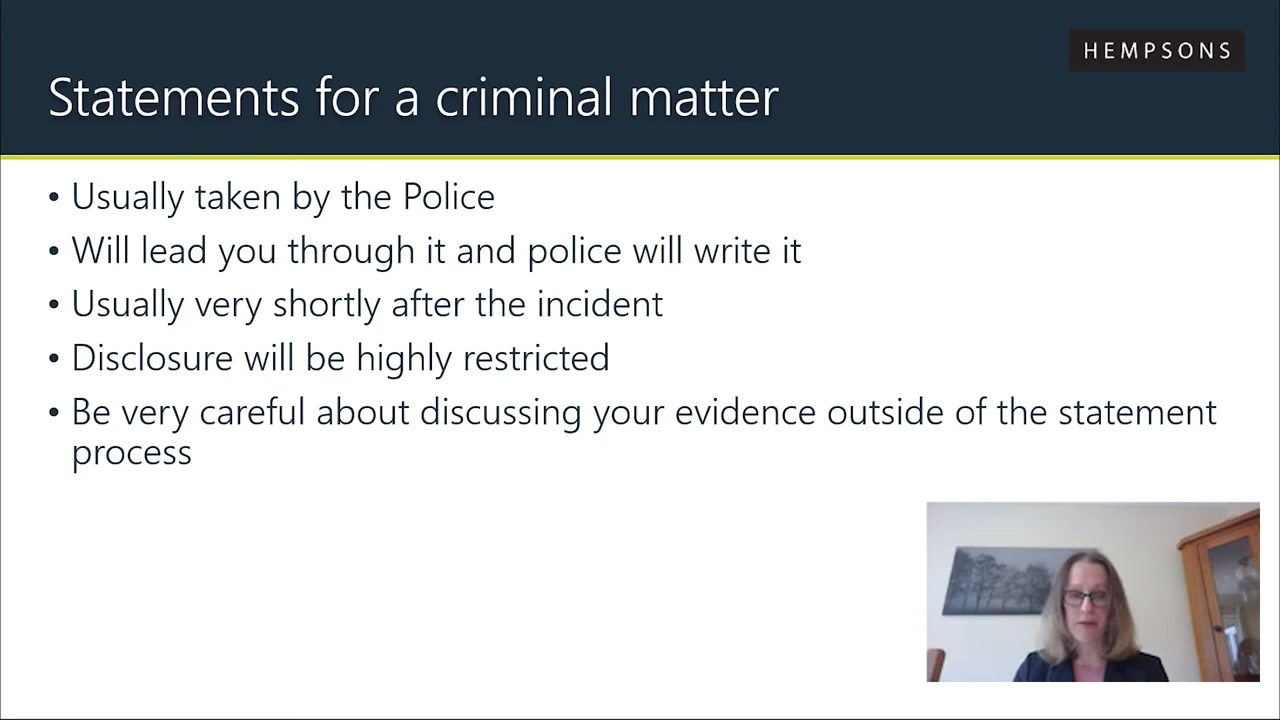 HEMPSONS
Statements for a criminal matter
• Usually taken by the Police
• Will lead you through it and police will write it
• Usually very shortly after the incident
• Disclosure will be highly restricted
• Be very careful about discussing your evidence outside of the statement
process